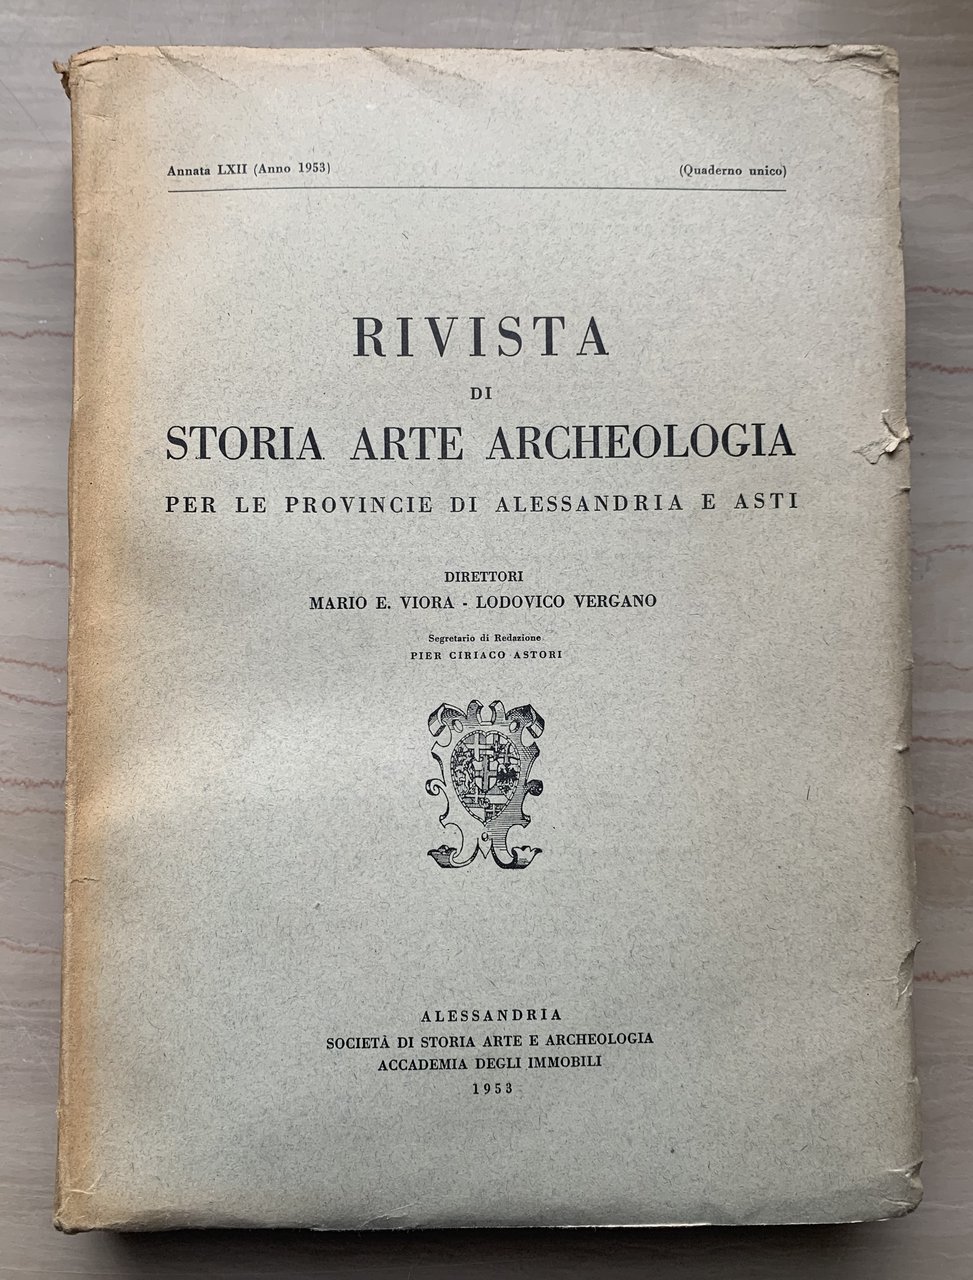 Annata LXII (Anno 1953) (Quaderno unico)
RIVISTA
DI
STORIA ARTE ARCHEOLOGIA
PER LE PROVINCIE DI ALESSANDRIA E ASTI
DIRETTORI
MARIO E. VIORA - LODOVICO VERGANO
Segretario di Redazione
PIER CIRIACO ASTORI
ALESSANDRIA
SOCIETÀ DI STORIA ARTE E ARCHEOLOGIA
ACCADEMIA DEGLI IMMOBILI
1953